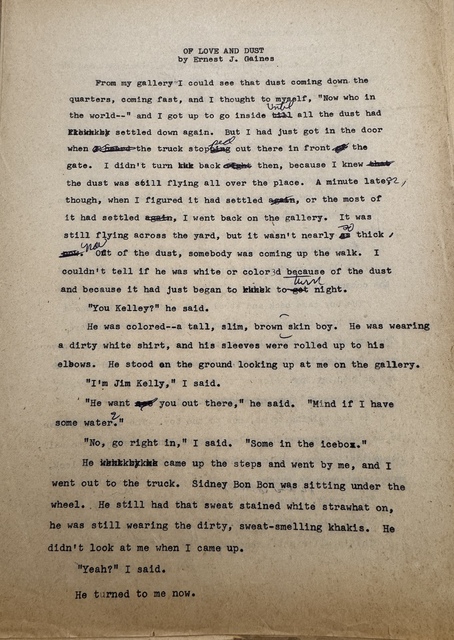 OF LOVE AND DUST
by Ernest J. Gaines
From my gallery I could see that dust coming down the
quarters, coming fast, and I thought to myself, "Now who in
the world--" and I got up to go inside until all the dust had
settled down again. But I had just got in the door
when the truck stopped out there in front the
gate. I didn't turn back then, because I knew
the dust was still flying all over the place. A minute later,
though, when I figured it had settled, or the most of
it had settled, I went back on the gallery. It was
still flying across the yard, but it wasn't nearly so thick,
now. Out of the dust, somebody was coming up the walk. I
couldn't tell if he was white or colored because of the dust
and because it had just began to turn night.
"You Kelley?" he said.
He was colored--a tall, slim, brown skin boy. He was wearing
a dirty white shirt, and his sleeves were rolled up to his
elbows. He stood on the ground looking up at me on the gallery.
"I'm Jim Kelly," I said.
"He want you out there," he said. "Mind if I have
some water?"
"No, go right in," I said. "Some in the icebox."
He came up the steps and went by me, and I
went out to the truck. Sidney Bon Bon was sitting under the
wheel. He still had that sweat stained white strawhat on,
he was still wearing the dirty, sweat-smelling khakis. He
didn't look at me when I came up.
"Yeah?" I said.
He turned to me now.